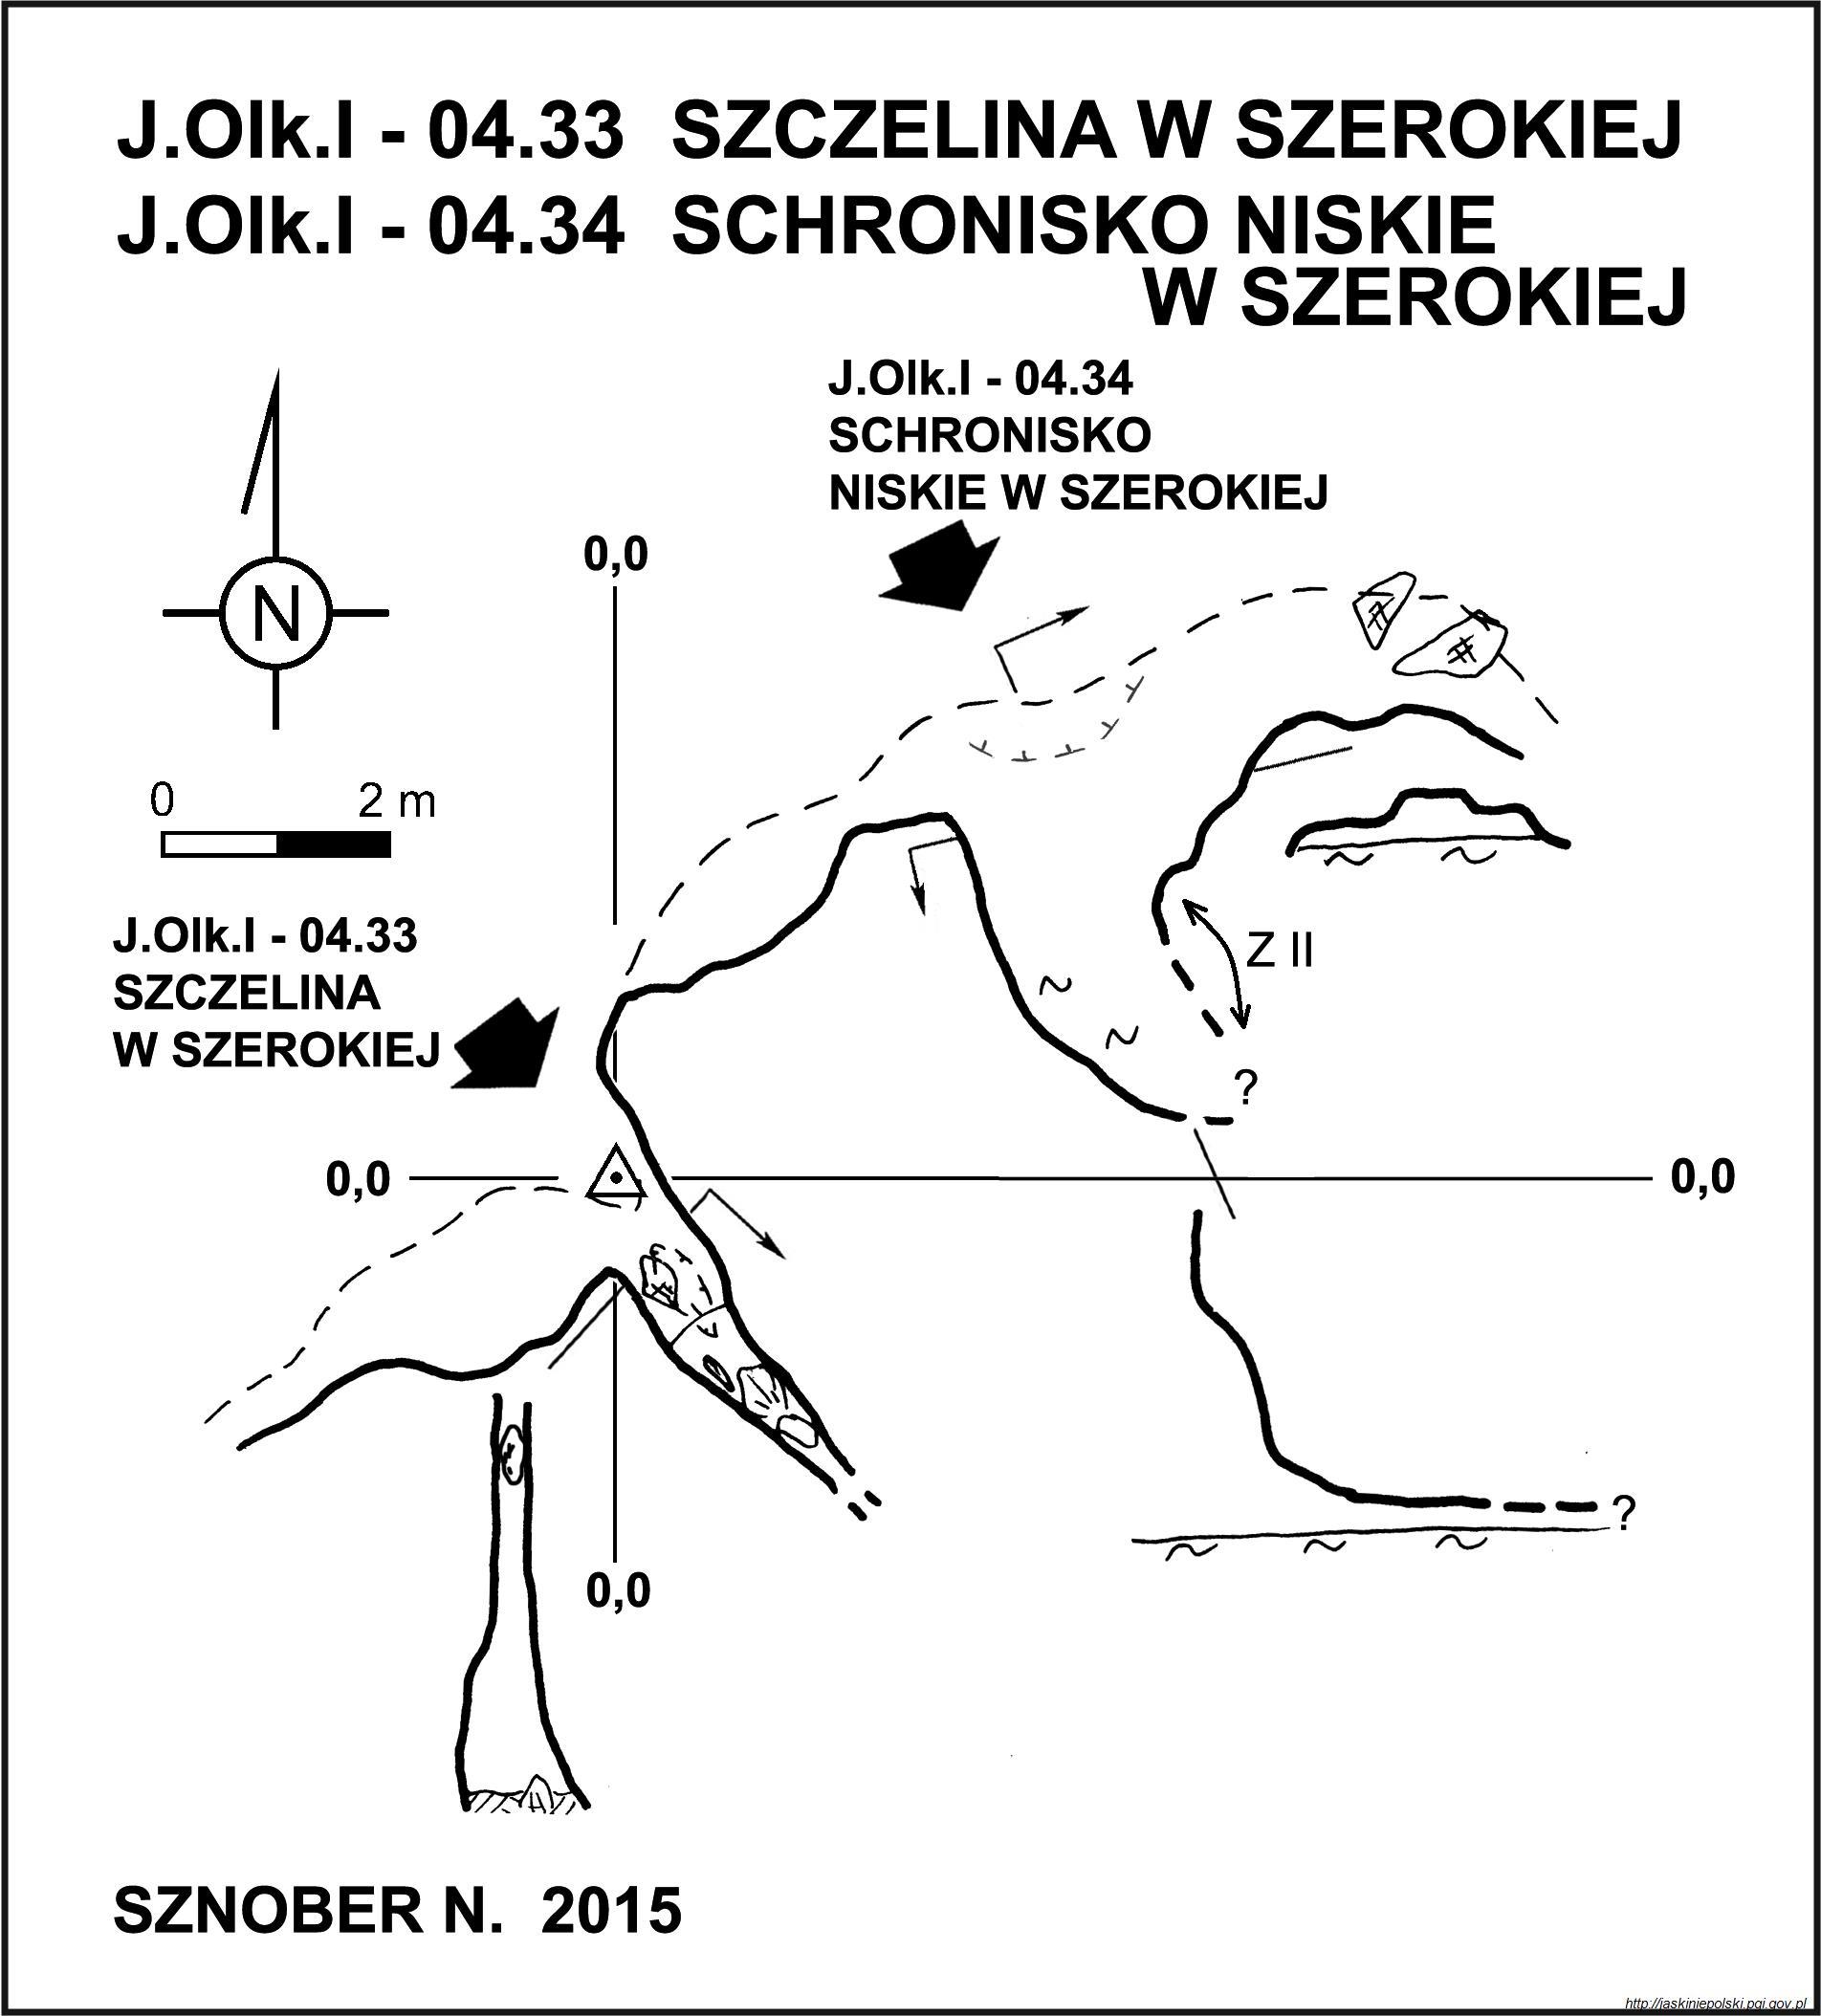 J.Olk.I - 04.33 SZCZELINA W SZEROKIEJ
J.Olk.I - 04.34 SCHRONISKO NISKIE
W SZEROKIEJ
J.Olk.I - 04.34
SCHRONISKO
NISKIE W SZEROKIEJ
0,0
N
0 2 m
J.Olk.I - 04.33
SZCZELINA
W SZEROKIEJ
Z II
?
0,0
0,0
?
0,0
SZNOBER N. 2015
http://jaskiniepolski.pgi.gov.pl